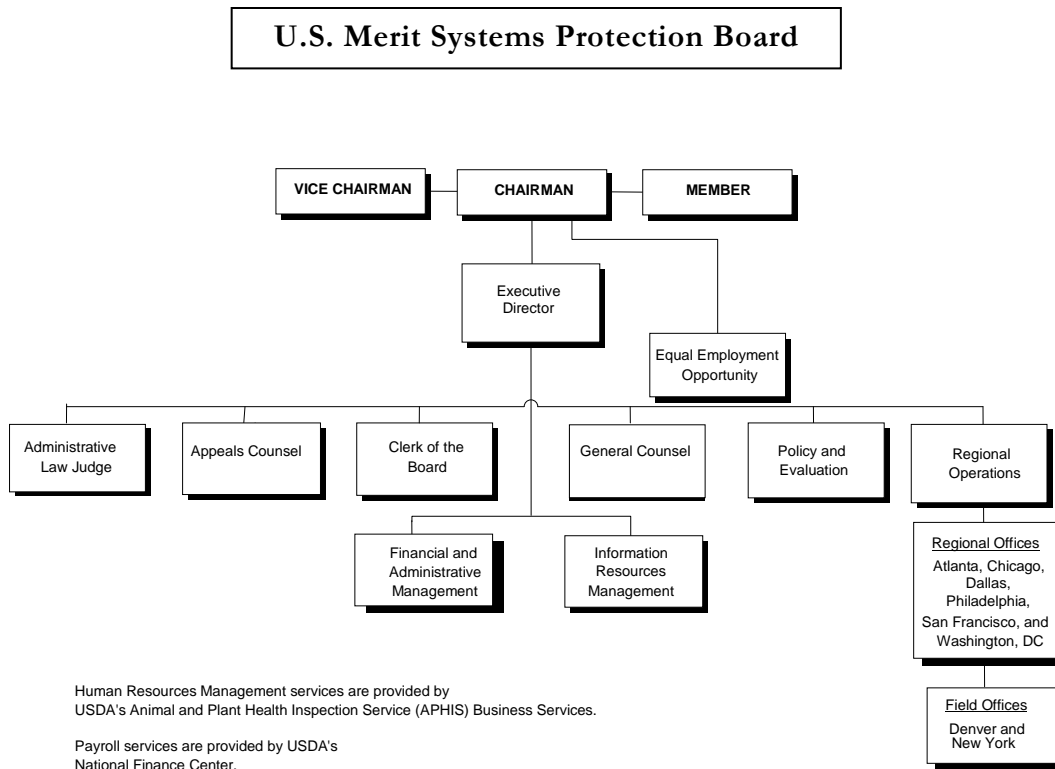 U.S. Merit Systems Protection Board
VICE CHAIRMAN
CHAIRMAN
MEMBER
Executive
Director
Equal Employment
Opportunity
Administrative
Law Judge
Appeals Counsel
Clerk of the
Board
General Counsel
Policy and
Evaluation
Regional
Operations
Financial and
Administrative
Management
Information
Resources
Management
Regional Offices
Atlanta, Chicago,
Dallas,
Philadelphia,
San Francisco, and
Washington, DC
Field Offices
Denver and
New York
Human Resources Management services are provided by
USDA's Animal and Plant Health Inspection Service (APHIS) Business Services.
Payroll services are provided by USDA's
National Finance Center.